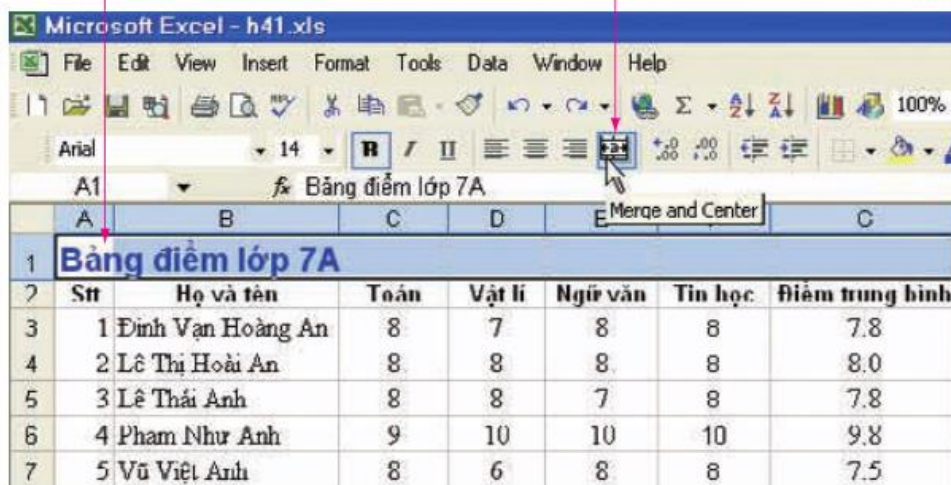 Microsoft Excel - h41.xls
File Edit View Insert Format Tools Data Window Help
Σ 100%
Arial 14 B I U
A1 fx Bảng điểm lớp 7A
Merge and Center
A B C D E G
1 Bảng điểm lớp 7A
2 Stt Họ và tên Toán Vật lí Ngữ văn Tin học Điểm trung bình
3 1 Đinh Vạn Hoàng An 8 7 8 8 7.8
4 2 Lê Thị Hoài An 8 8 8 8 8.0
5 3 Lê Thái Anh 8 8 7 8 7.8
6 4 Phạm Như Anh 9 10 10 10 9.8
7 5 Vũ Việt Anh 8 6 8 8 7.5